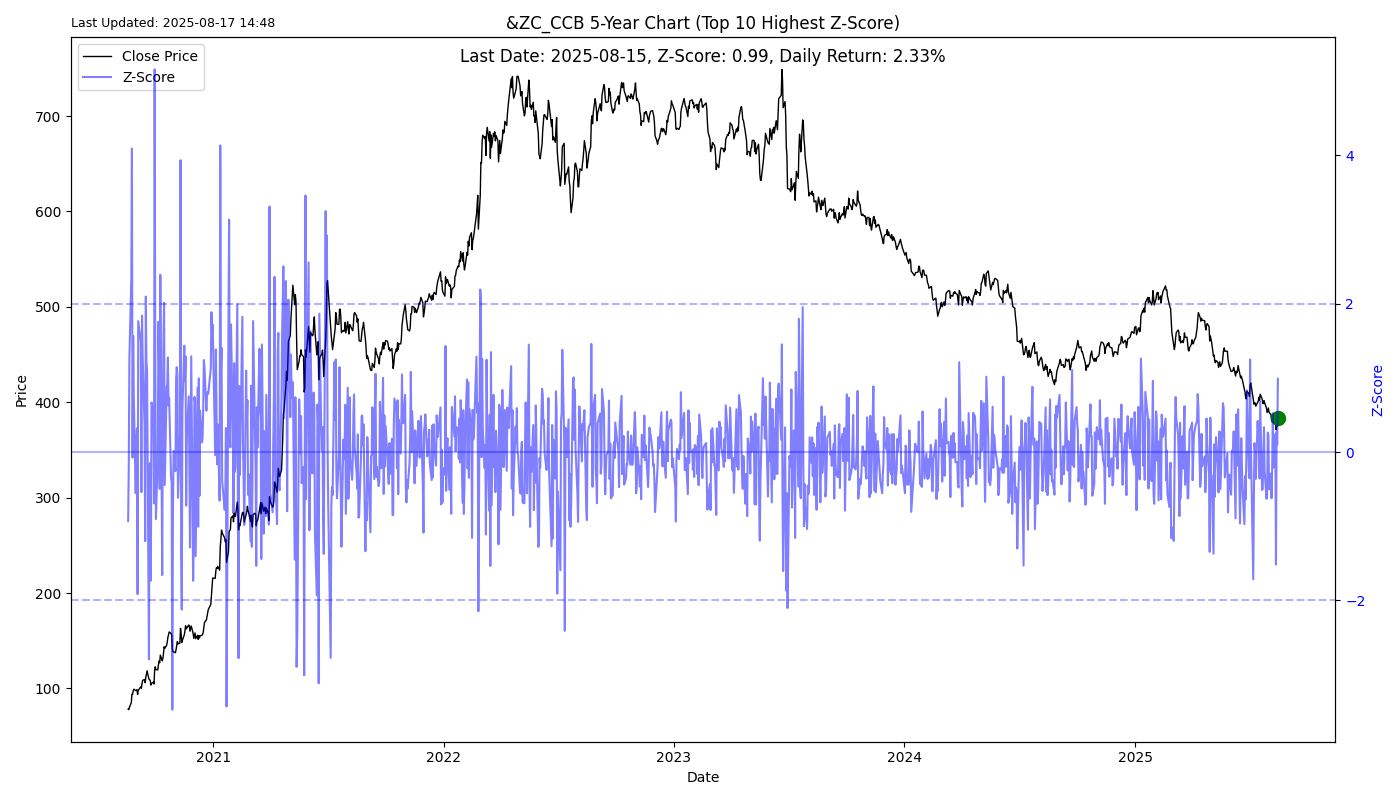 Last Updated: 2025-08-17 14:48
&ZC_CCB 5-Year Chart (Top 10 Highest Z-Score)
Last Date: 2025-08-15, Z-Score: 0.99, Daily Return: 2.33%
Close Price
Z-Score
700
600
500
400
300
200
100
Price
4
2
0
−2
Z-Score
2021
2022
2023
2024
2025
Date